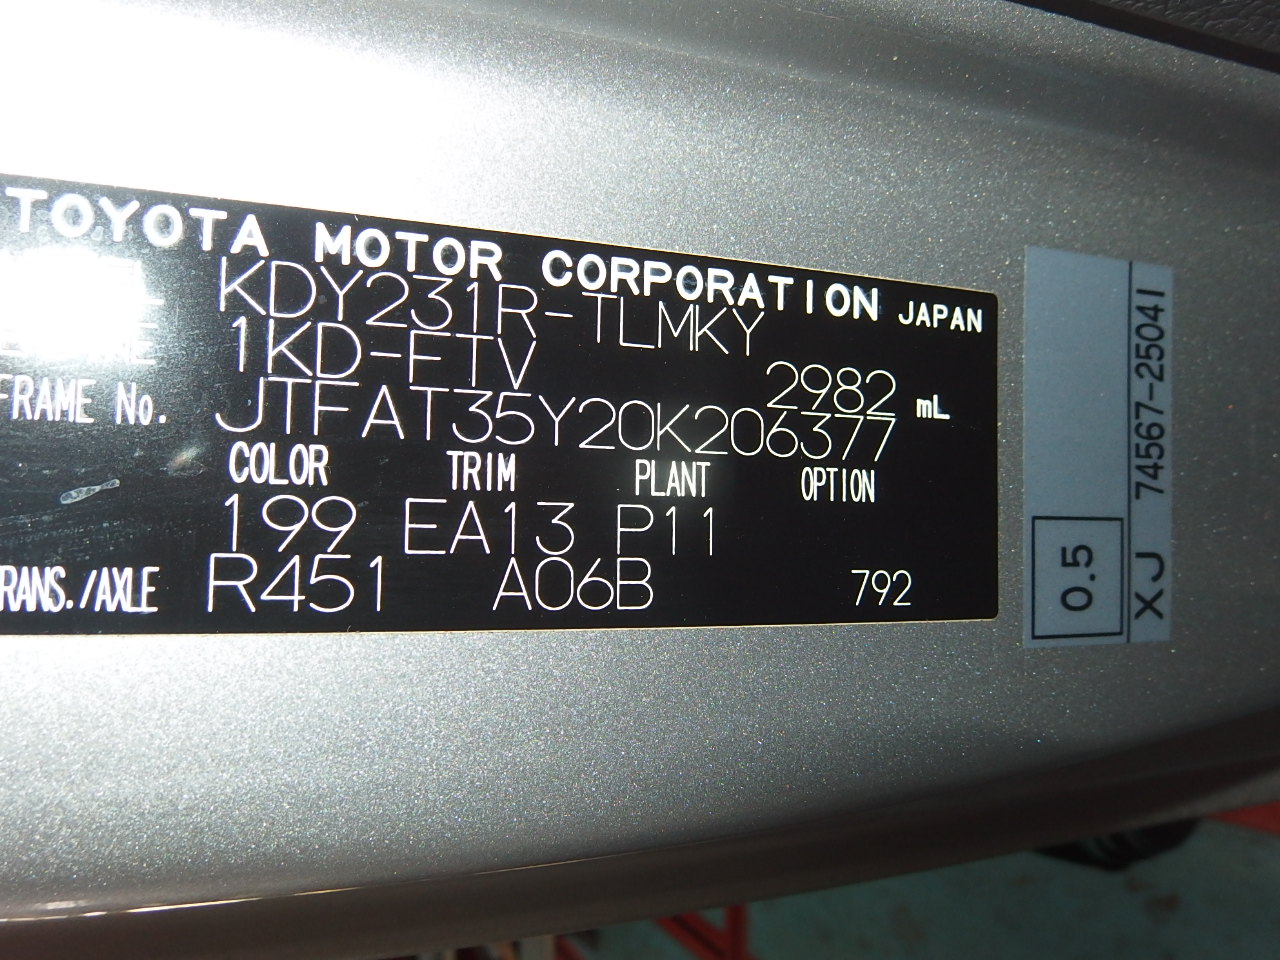 TOYOTA MOTOR CORPORATION JAPAN
KDY231R-TLMKY
1KD-FTV 2982 mL
FRAME No. JTFAT35Y20K206377
COLOR TRIM PLANT OPTION
199 EA13 P11
RANS./AXLE R451 A06B 792
0.5
XJ 74567-25041